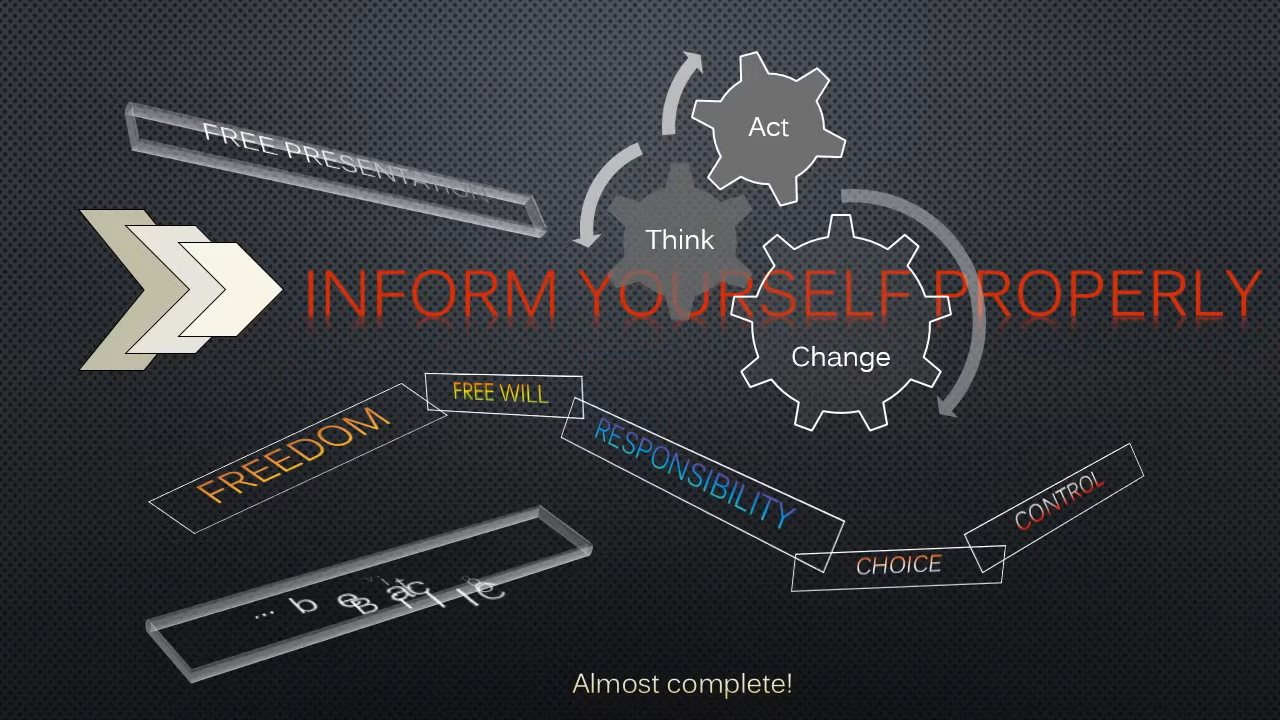 FREE PRESENTATION
Act
Think
INFORM YOURSELF PROPERLY
Change
FREE WILL
FREEDOM
RESPONSIBILITY
CONTROL
CHOICE
Almost complete!